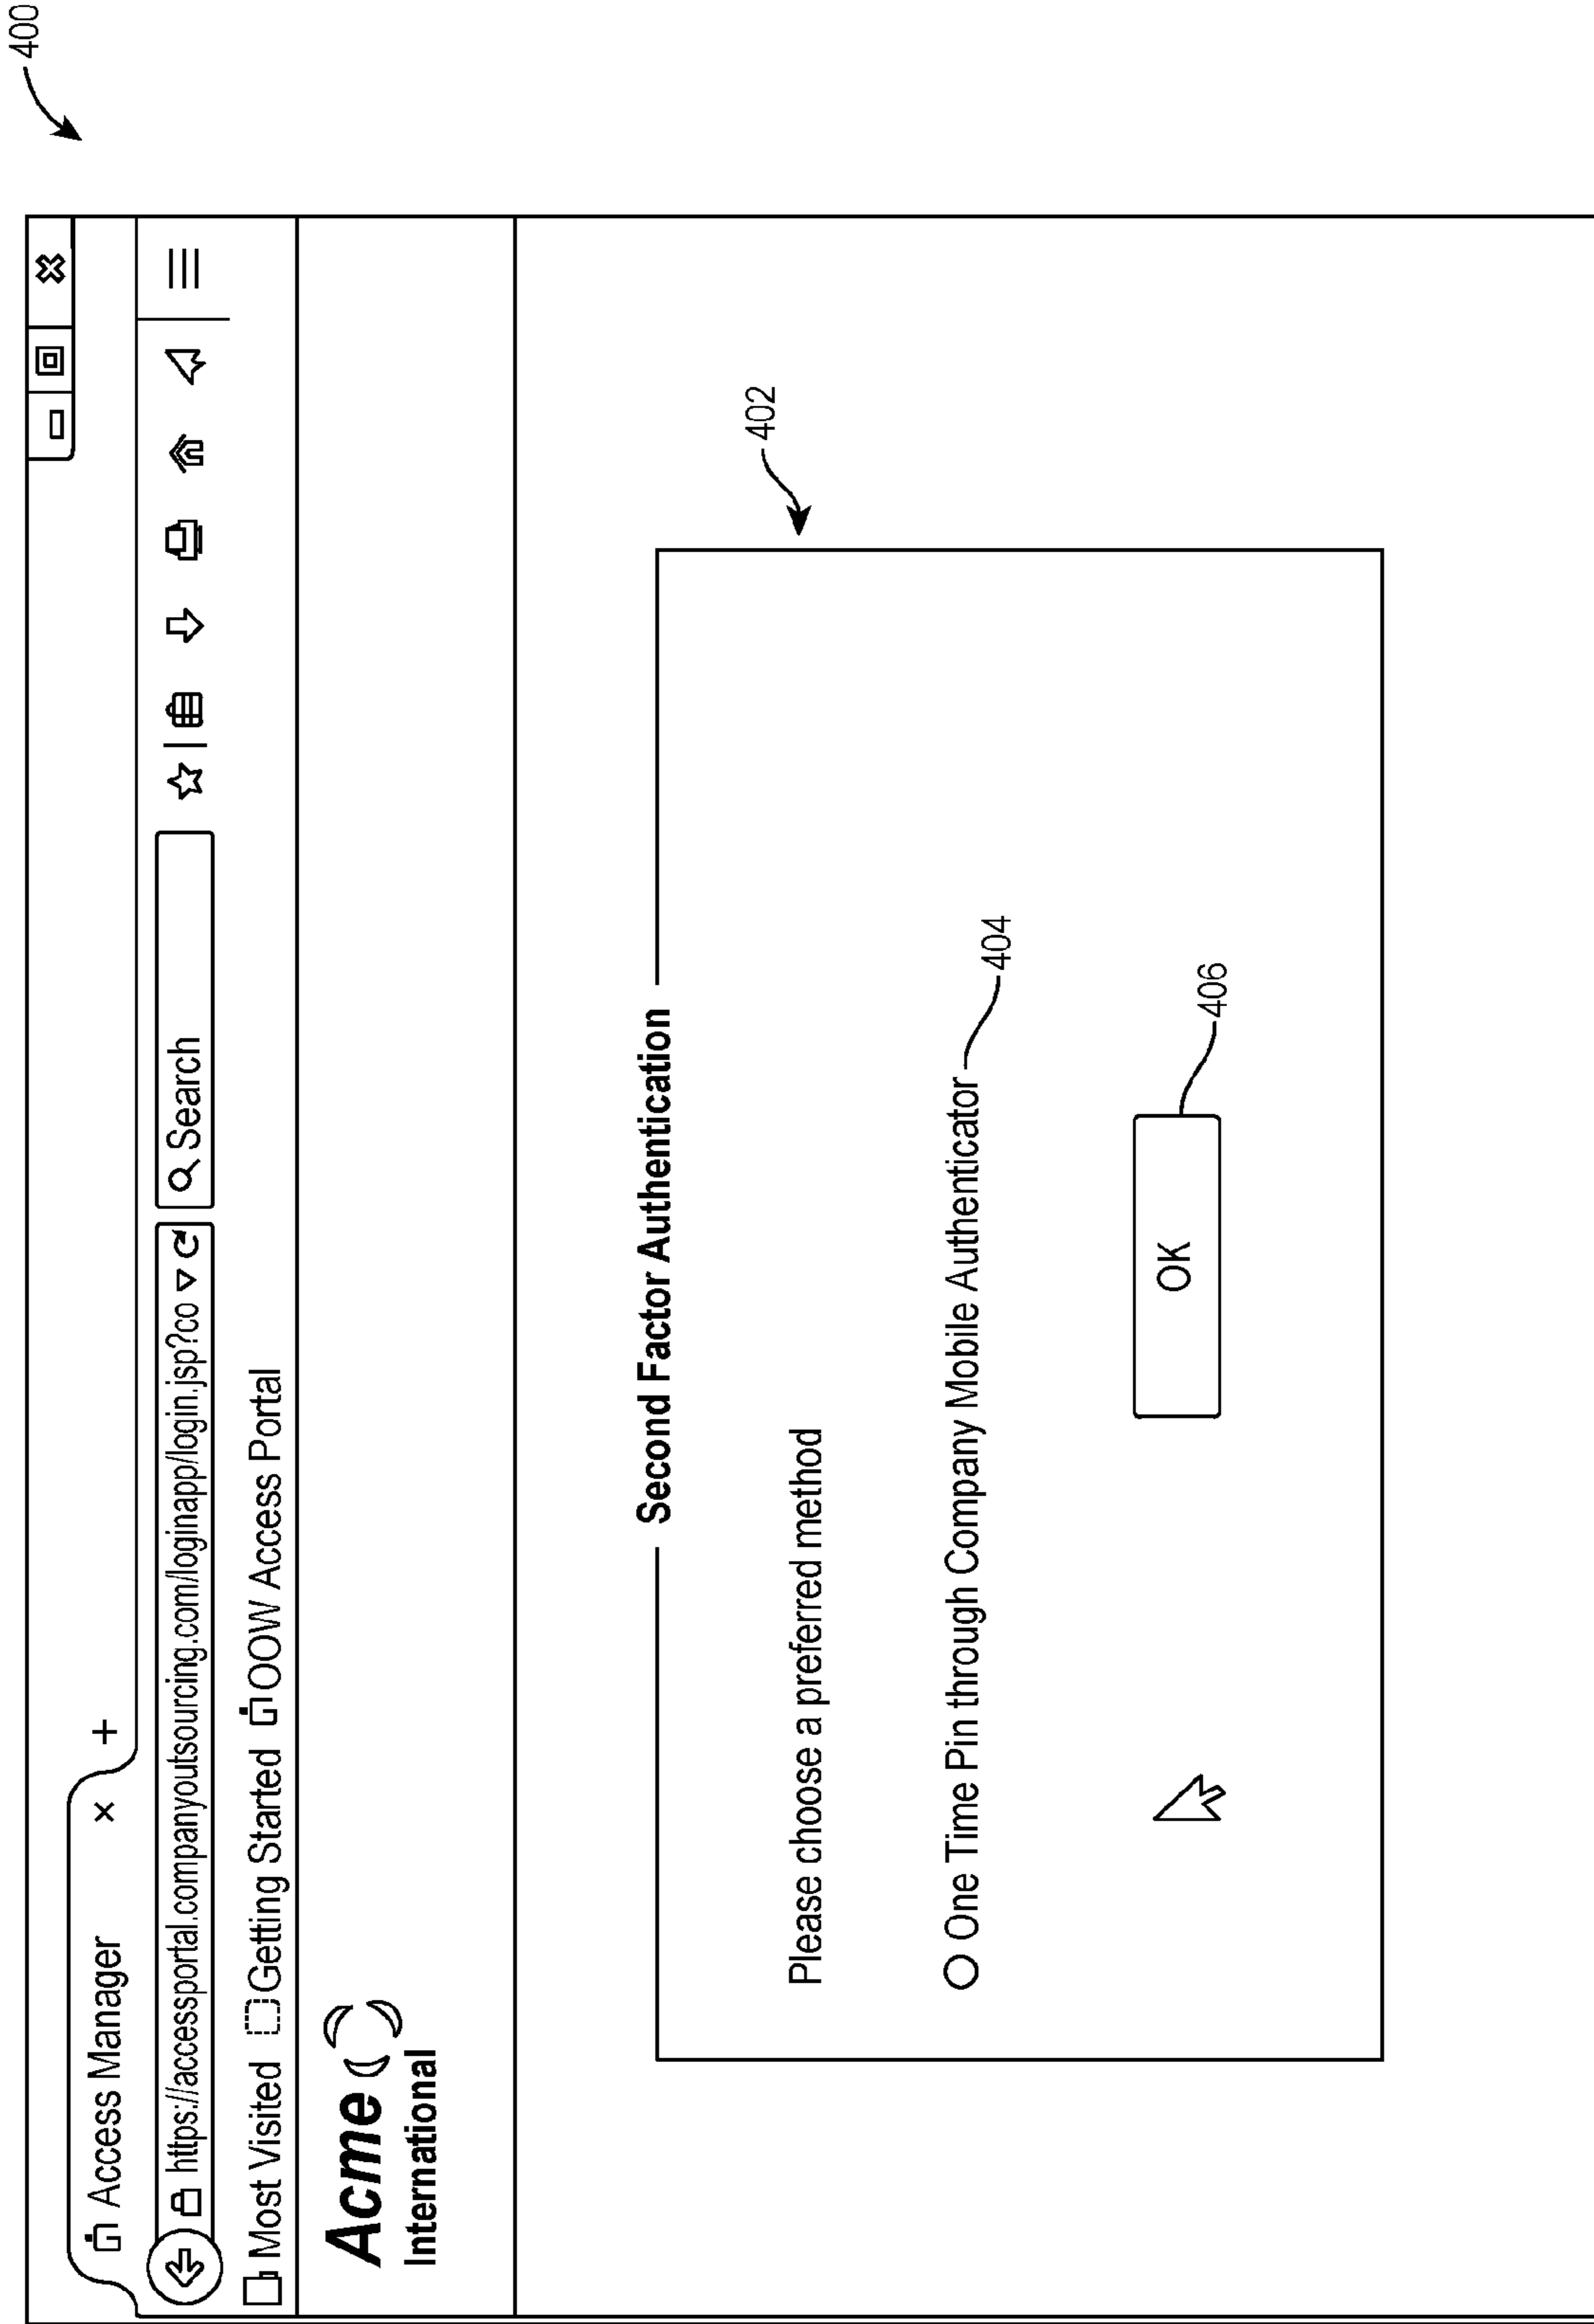 400
Access Manager × +
https://accessportal.companyoutsourcing.com/loginapp/login.jsp?co
Search
Most Visited Getting Started OOW Access Portal
Acme
International
402
Second Factor Authentication
Please choose a preferred method
One Time Pin through Company Mobile Authenticator
404
OK
406